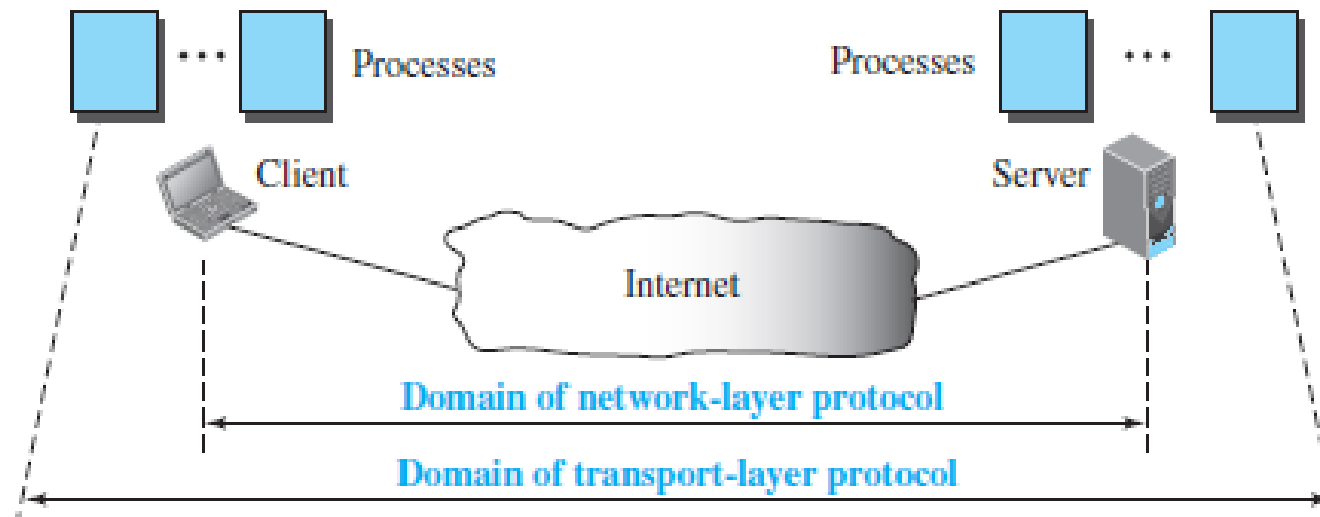 Processes
Processes
Client
Server
Internet
Domain of network-layer protocol
Domain of transport-layer protocol